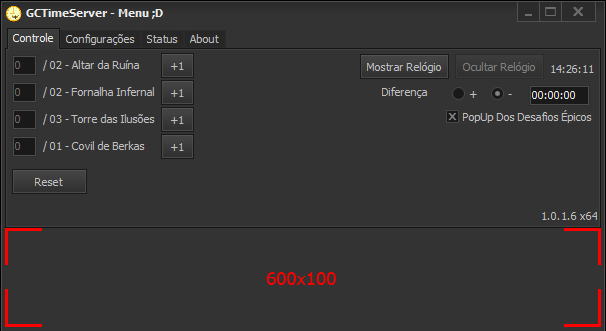 GCTimeServer - Menu ;D
Controle Configurações Status About
0 / 02 - Altar da Ruína +1
0 / 02 - Fornalha Infernal +1
0 / 03 - Torre das Ilusões +1
0 / 01 - Covil de Berkas +1
Reset
Mostrar Relógio Ocultar Relógio 14:26:11
Diferença + - 00:00:00
X PopUp Dos Desafios Épicos
1.0.1.6 x64
600x100